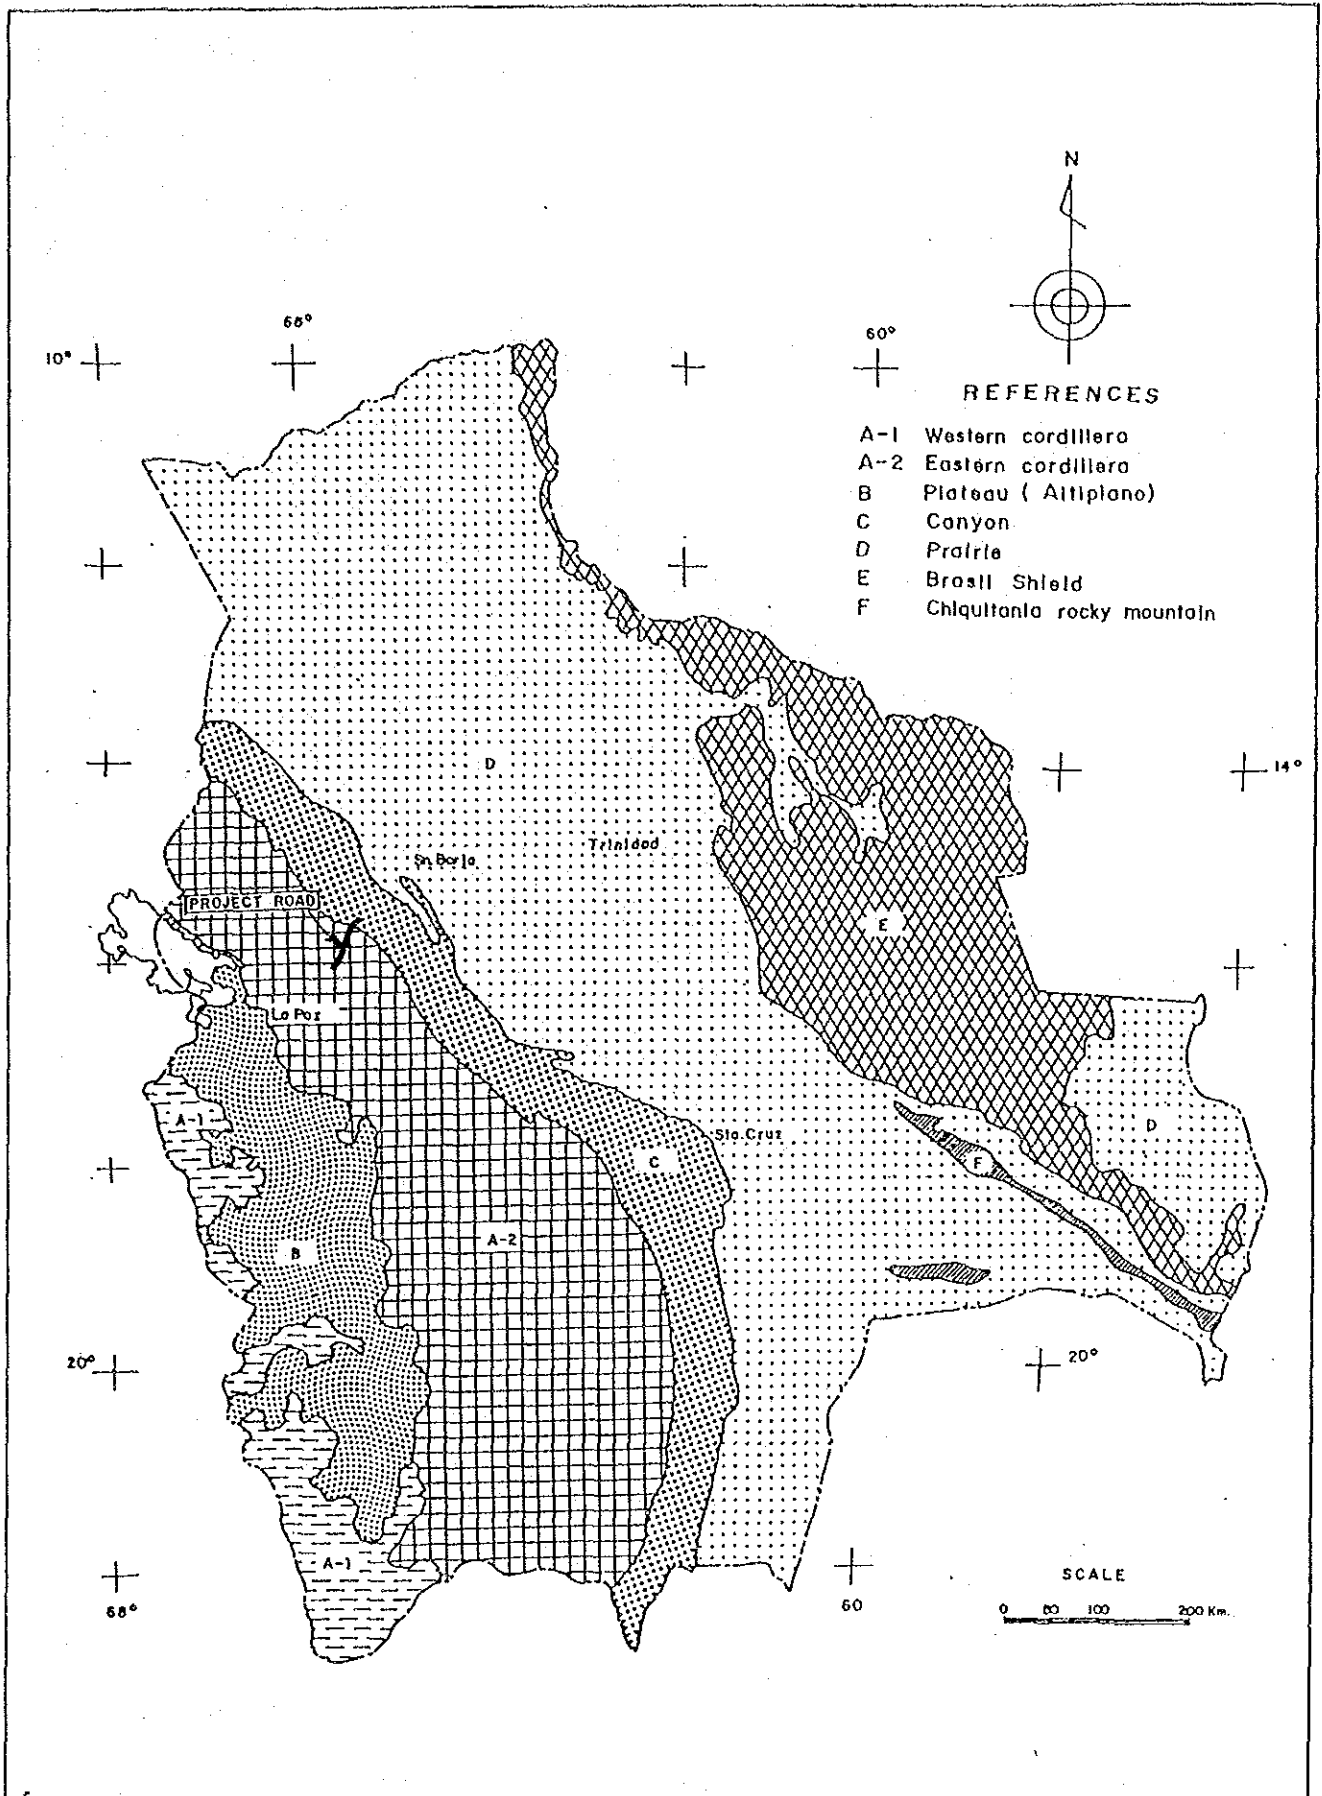 N
68°
60°
10°
REFERENCES
A-1 Western cordillera
A-2 Eastern cordillera
B Plateau ( Altiplano)
C Canyon
D Prairie
E Brasil Shield
F Chiquitania rocky mountain
D
14°
Trinidad
Sn. Borja
PROJECT ROAD
E
La Paz
A-1
D
Sta. Cruz
C
F
A-2
B
20°
20°
A-1
SCALE
68°
60
0 50 100 200 Km.